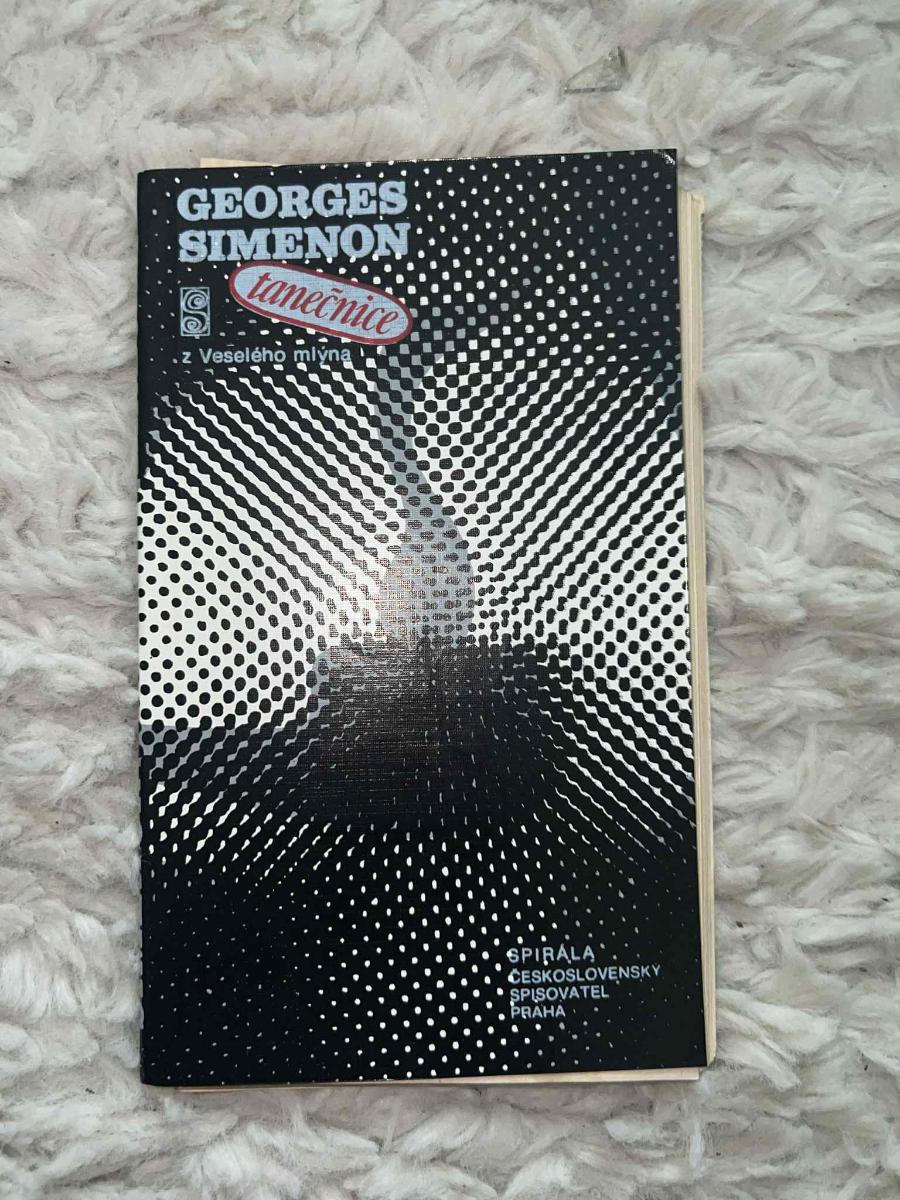 GEORGES
SIMENON
tanečnice
z Veselého mlýna
SPIRÁLA
ČESKOSLOVENSKÝ
SPISOVATEL
PRAHA